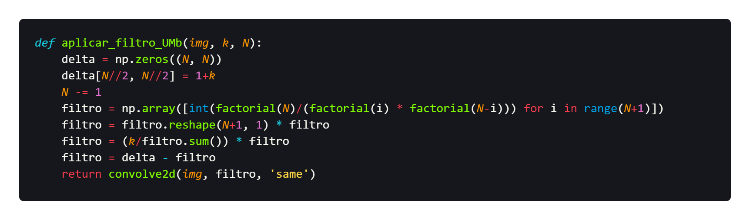 def aplicar_filtro_UMb(img, k, N):
    delta = np.zeros((N, N))
    delta[N//2, N//2] = 1+k
    N -= 1
    filtro = np.array([int(factorial(N)/(factorial(i) * factorial(N-i))) for i in range(N+1)])
    filtro = filtro.reshape(N+1, 1) * filtro
    filtro = (k/filtro.sum()) * filtro
    filtro = delta - filtro
    return convolve2d(img, filtro, 'same')